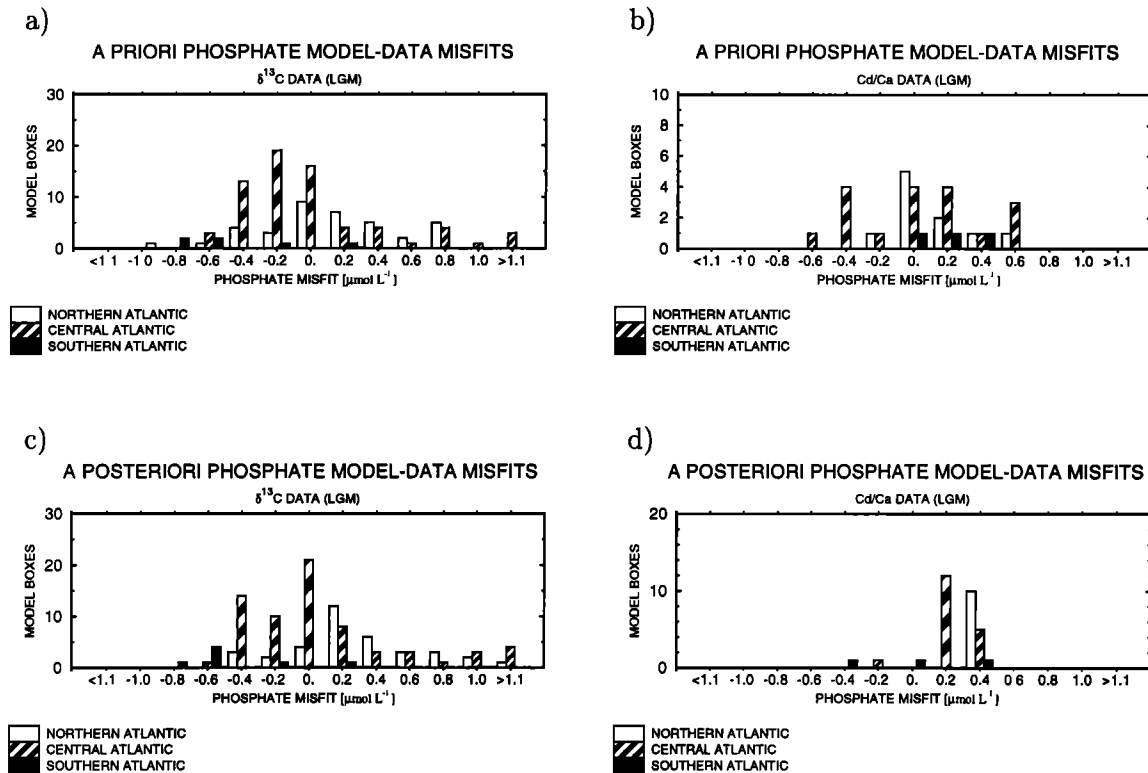 a)
A PRIORI PHOSPHATE MODEL-DATA MISFITS
δ¹³C DATA (LGM)
30
20
10
0
MODEL BOXES
<1 1 -1 0 -0.8 -0.6 -0.4 -0.2 0. 0.2 0.4 0.6 0.8 1.0 >1.1
PHOSPHATE MISFIT [μmol L⁻¹]
NORTHERN ATLANTIC
CENTRAL ATLANTIC
SOUTHERN ATLANTIC
b)
A PRIORI PHOSPHATE MODEL-DATA MISFITS
Cd/Ca DATA (LGM)
10
8
6
4
2
0
MODEL BOXES
<1.1 -1 0 -0.8 -0.6 -0.4 -0.2 0. 0.2 0.4 0.6 0.8 1.0 >1.1
PHOSPHATE MISFIT [μmol L⁻¹]
NORTHERN ATLANTIC
CENTRAL ATLANTIC
SOUTHERN ATLANTIC
c)
A POSTERIORI PHOSPHATE MODEL-DATA MISFITS
δ¹³C DATA (LGM)
30
20
10
0
MODEL BOXES
<1.1 -1.0 -0.8 -0.6 -0.4 -0.2 0. 0.2 0.4 0.6 0.8 1.0 >1.1
PHOSPHATE MISFIT [μmol L⁻¹]
NORTHERN ATLANTIC
CENTRAL ATLANTIC
SOUTHERN ATLANTIC
d)
A POSTERIORI PHOSPHATE MODEL-DATA MISFITS
Cd/Ca DATA (LGM)
20
10
0
MODEL BOXES
<1.1 -1.0 -0.8 -0.6 -0.4 -0.2 0. 0.2 0.4 0 6 0.8 1.0 >1.1
PHOSPHATE MISFIT [μmol L⁻¹]
NORTHERN ATLANTIC
CENTRAL ATLANTIC
SOUTHERN ATLANTIC